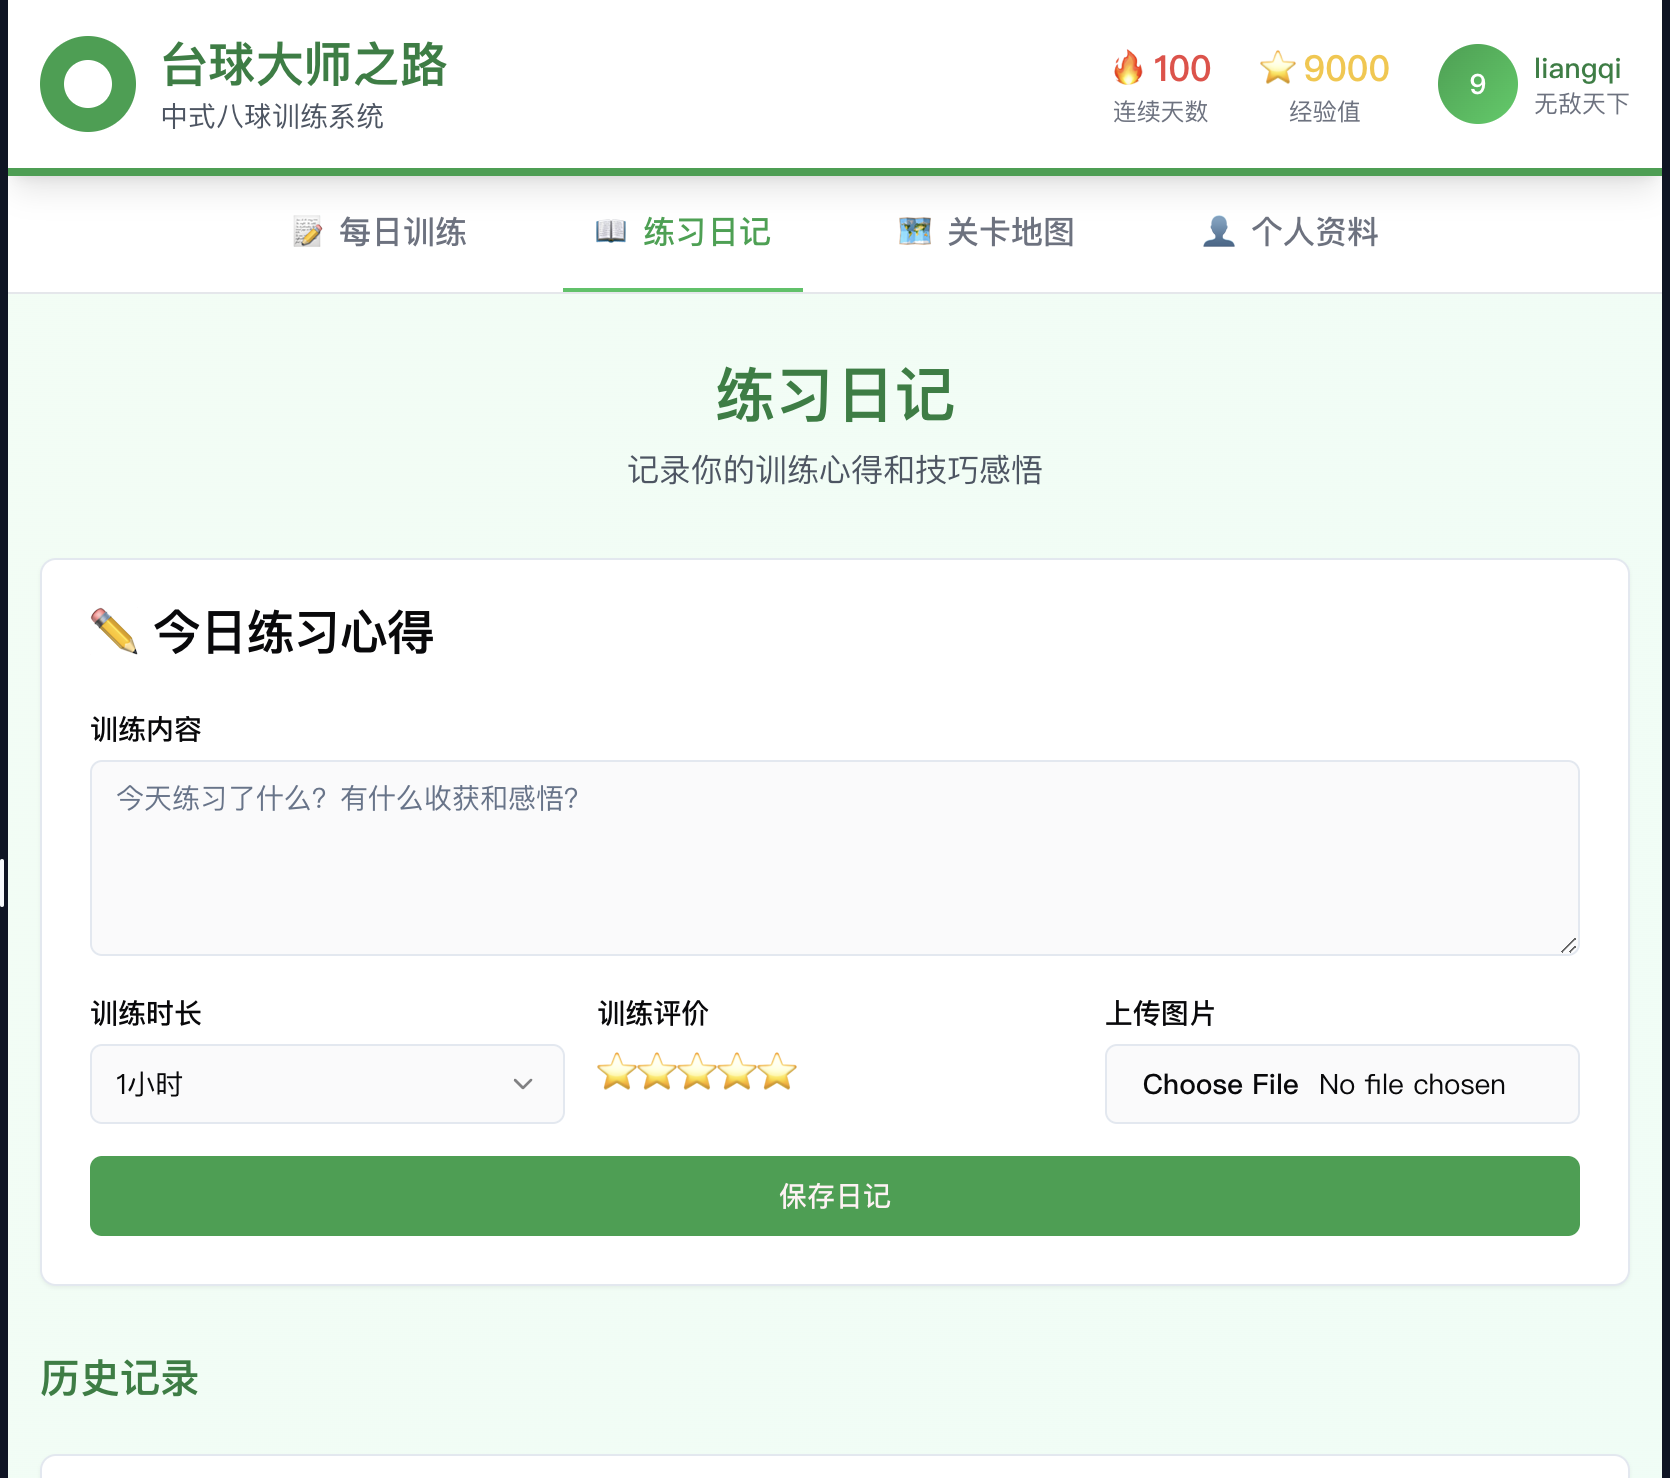 台球大师之路
中式八球训练系统
100
连续天数
9000
经验值
9
liangqi
无敌天下
每日训练
练习日记
关卡地图
个人资料
练习日记
记录你的训练心得和技巧感悟
今日练习心得
训练内容
今天练习了什么？有什么收获和感悟？
训练时长
训练评价
上传图片
1小时
Choose File No file chosen
保存日记
历史记录